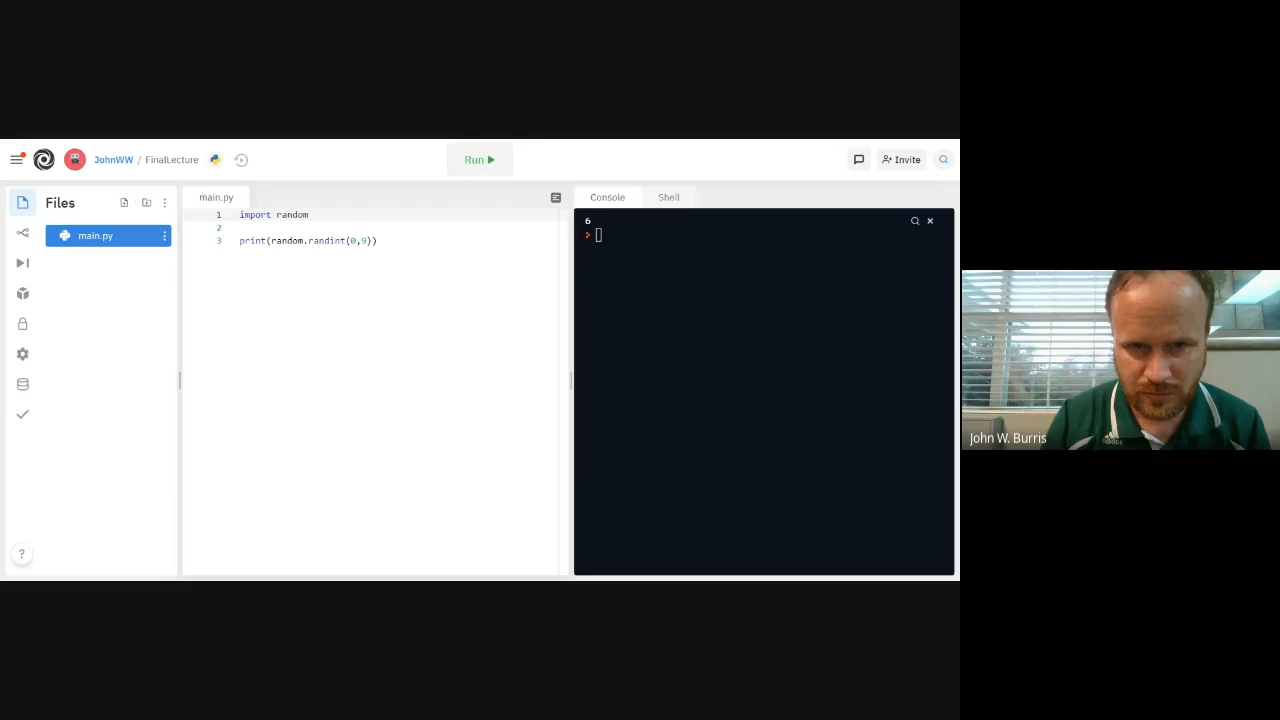 JohnWW / FinalLecture
Run
Invite
Files
main.py
main.py
1 import random
2
3 print(random.randint(0,9))
Console
Shell
6
?
John W. Burris
adidas